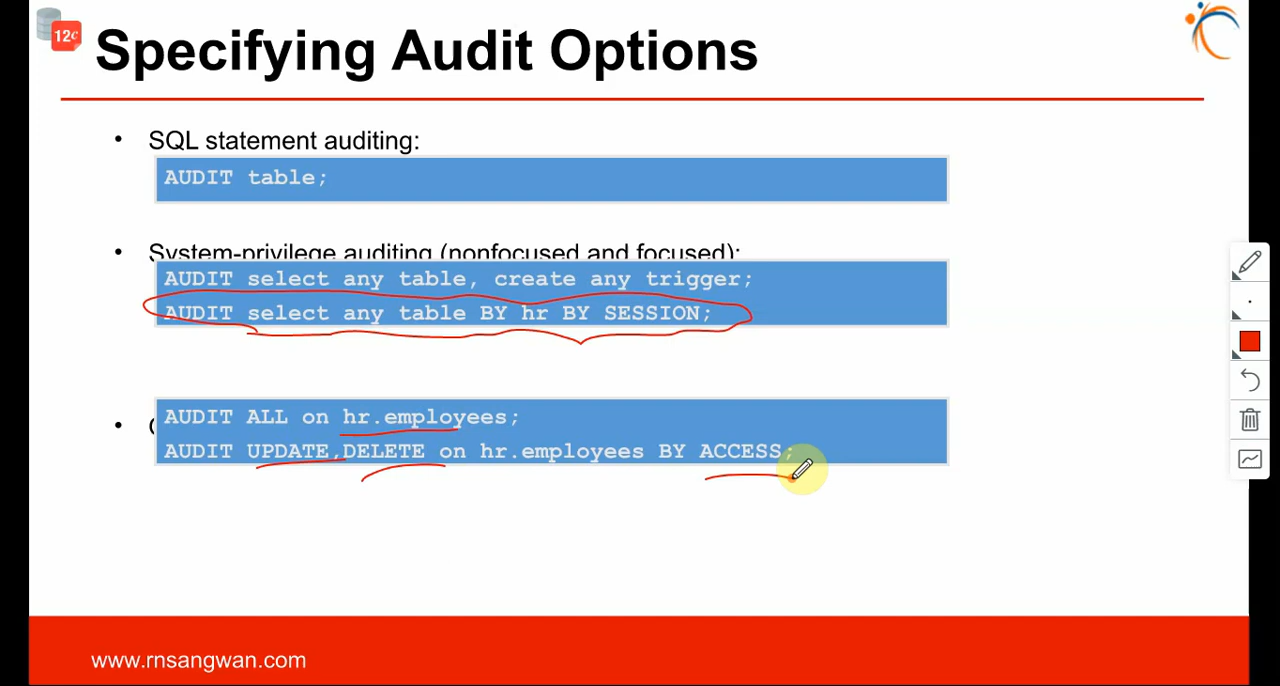 12c
Specifying Audit Options
• SQL statement auditing:
AUDIT table;
• System-privilege auditing (nonfocused and focused):
AUDIT select any table, create any trigger;
AUDIT select any table BY hr BY SESSION;
•
AUDIT ALL on hr.employees;
AUDIT UPDATE,DELETE on hr.employees BY ACCESS;
www.rnsangwan.com